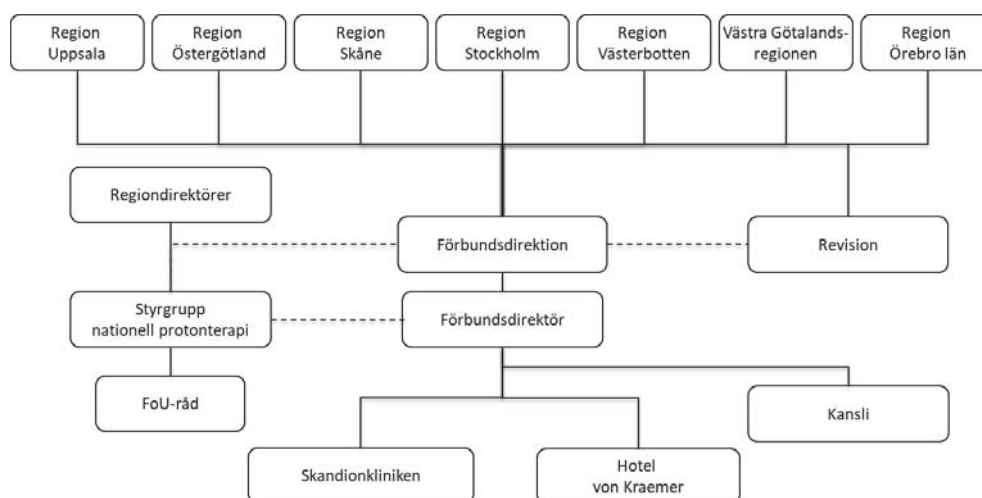 Region
Uppsala
Region
Östergötland
Region
Skåne
Region
Stockholm
Region
Västerbotten
Västra Götalands-
regionen
Region
Örebro län
Regiondirektörer
Förbundsdirektion
Revision
Styrgrupp
nationell protonterapi
Förbundsdirektör
FoU-råd
Kansli
Skandionkliniken
Hotel
von Kraemer